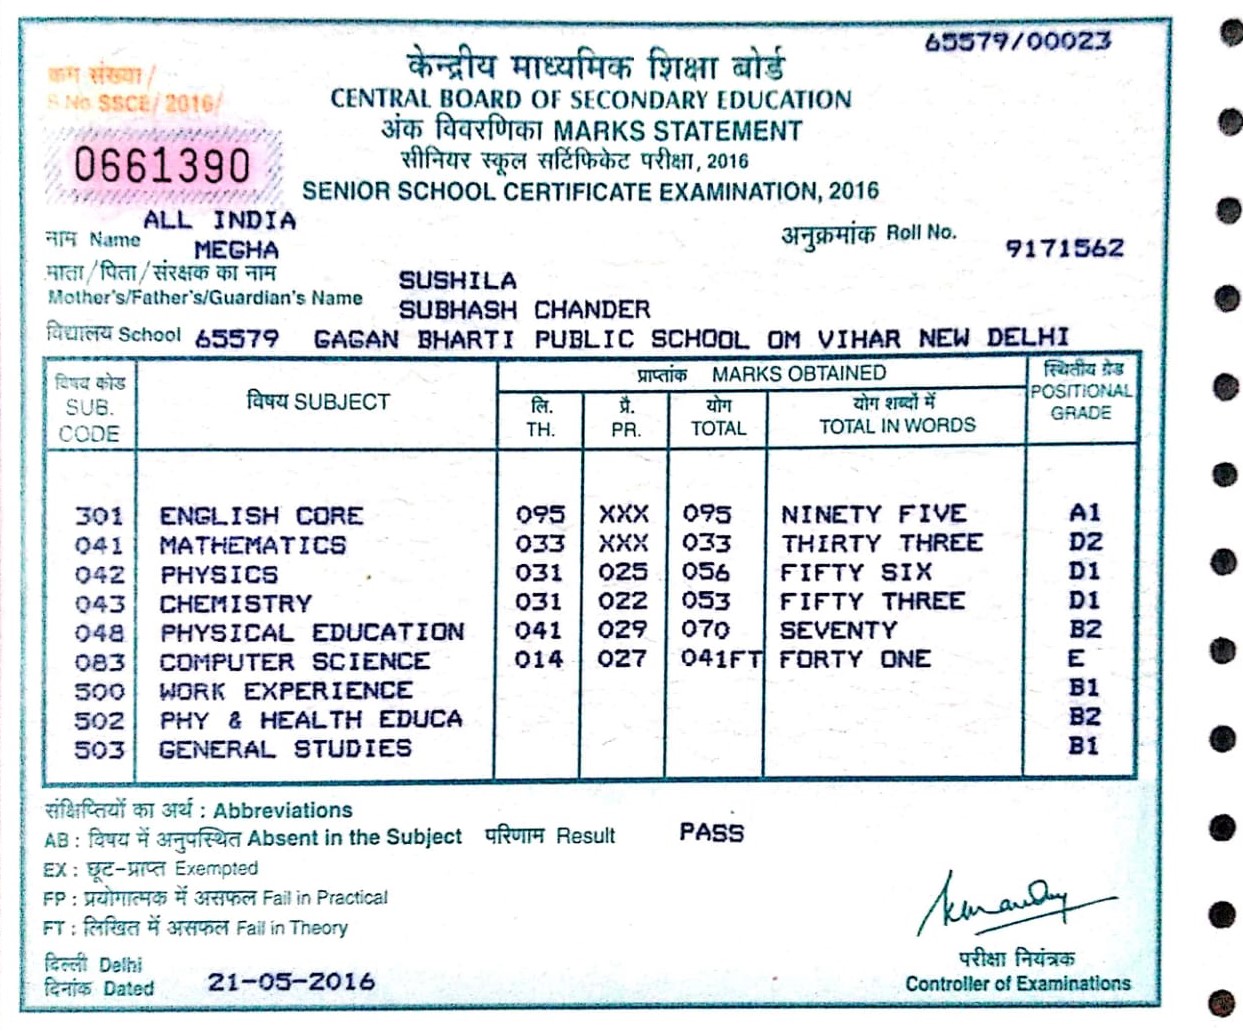 65579/00023
क्रम संख्या/
S.No. SSCE/2016/
0661390
केन्द्रीय माध्यमिक शिक्षा बोर्ड
CENTRAL BOARD OF SECONDARY EDUCATION
अंक विवरणिका MARKS STATEMENT
सीनियर स्कूल सर्टिफिकेट परीक्षा, 2016
SENIOR SCHOOL CERTIFICATE EXAMINATION, 2016
ALL INDIA
नाम Name MEGHA अनुक्रमांक Roll No. 9171562
माता/पिता/संरक्षक का नाम SUSHILA
Mother's/Father's/Guardian's Name SUBHASH CHANDER
विद्यालय School 65579 GAGAN BHARTI PUBLIC SCHOOL OM VIHAR NEW DELHI
विषय कोड SUB. CODE विषय SUBJECT प्राप्तांक MARKS OBTAINED स्थितीय ग्रेड POSITIONAL GRADE
लि. TH. प्रै. PR. योग TOTAL योग शब्दों में TOTAL IN WORDS
301 ENGLISH CORE 095 XXX 095 NINETY FIVE A1
041 MATHEMATICS 033 XXX 033 THIRTY THREE D2
042 PHYSICS 031 025 056 FIFTY SIX D1
043 CHEMISTRY 031 022 053 FIFTY THREE D1
048 PHYSICAL EDUCATION 041 029 070 SEVENTY B2
083 COMPUTER SCIENCE 014 027 041FT FORTY ONE E
500 WORK EXPERIENCE B1
502 PHY & HEALTH EDUCA B2
503 GENERAL STUDIES B1
संक्षिप्तियों का अर्थ : Abbreviations
AB : विषय में अनुपस्थित Absent in the Subject परिणाम Result PASS
EX : छूट-प्राप्त Exempted
FP : प्रयोगात्मक में असफल Fail in Practical
FT : लिखित में असफल Fail in Theory
दिल्ली Delhi
दिनांक Dated 21-05-2016
परीक्षा नियंत्रक
Controller of Examinations